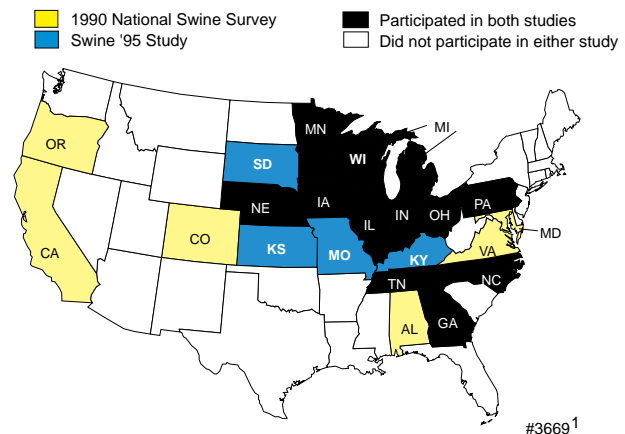 1990 National Swine Survey
Swine '95 Study
Participated in both studies
Did not participate in either study
MN
MI
OR
SD
WI
IA
NE
PA
IL
IN
OH
CO
MD
CA
KS
MO
KY
VA
TN
NC
AL
GA
#3669¹